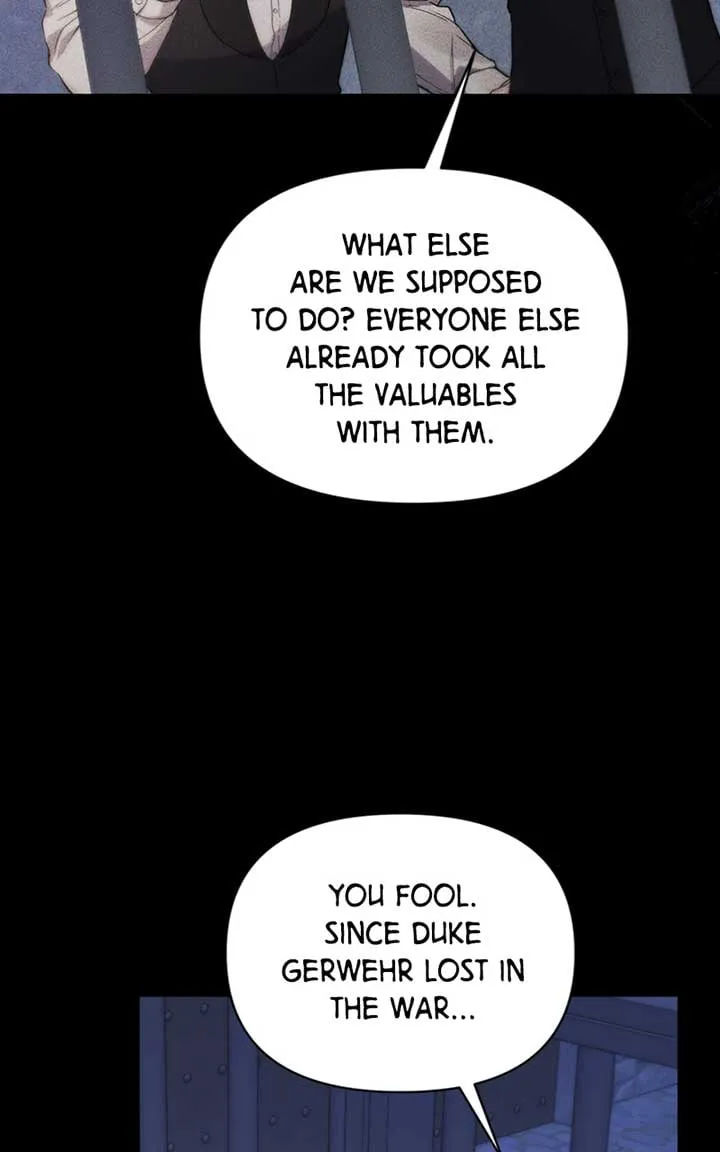 WHAT ELSE
ARE WE SUPPOSED
TO DO? EVERYONE ELSE
ALREADY TOOK ALL
THE VALUABLES
WITH THEM.
YOU FOOL.
SINCE DUKE
GERWEHR LOST IN
THE WAR...